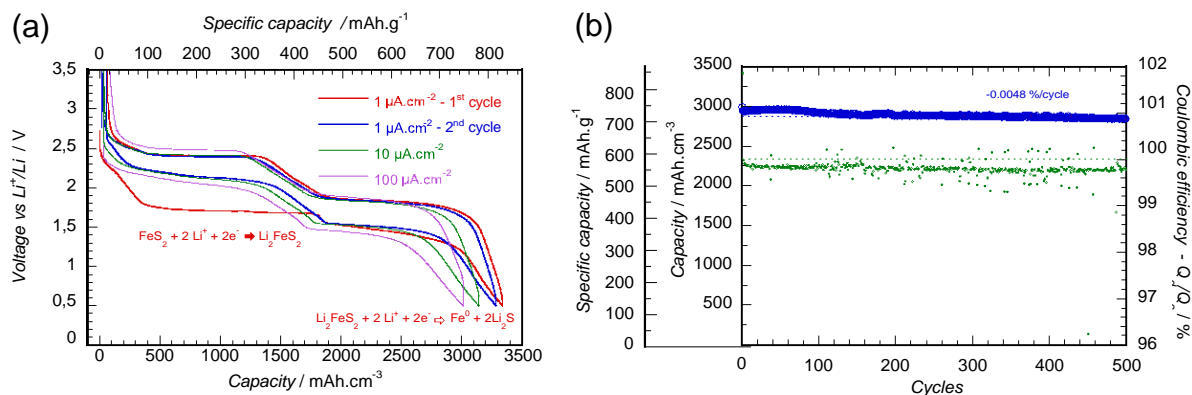 (a)
Specific capacity / mAh.g-1
0 100 200 300 400 500 600 700 800
Voltage vs Li+/Li / V
3,5
3
2,5
2
1,5
1
0,5
0
1 µA.cm-2 - 1st cycle
1 µA.cm-2 - 2nd cycle
10 µA.cm-2
100 µA.cm-2
FeS2 + 2 Li+ + 2e- ➡ Li2FeS2
Li2FeS2 + 2 Li+ + 2e- ⇨ Fe0 + 2Li2S
0 500 1000 1500 2000 2500 3000 3500
Capacity / mAh.cm-3
(b)
Specific capacity / mAh.g-1
800
700
600
500
400
300
200
100
0
Capacity / mAh.cm-3
3500
3000
2500
2000
1500
1000
500
0
-0.0048 %/cycle
102
101
100
99
98
97
96
0 100 200 300 400 500
Cycles